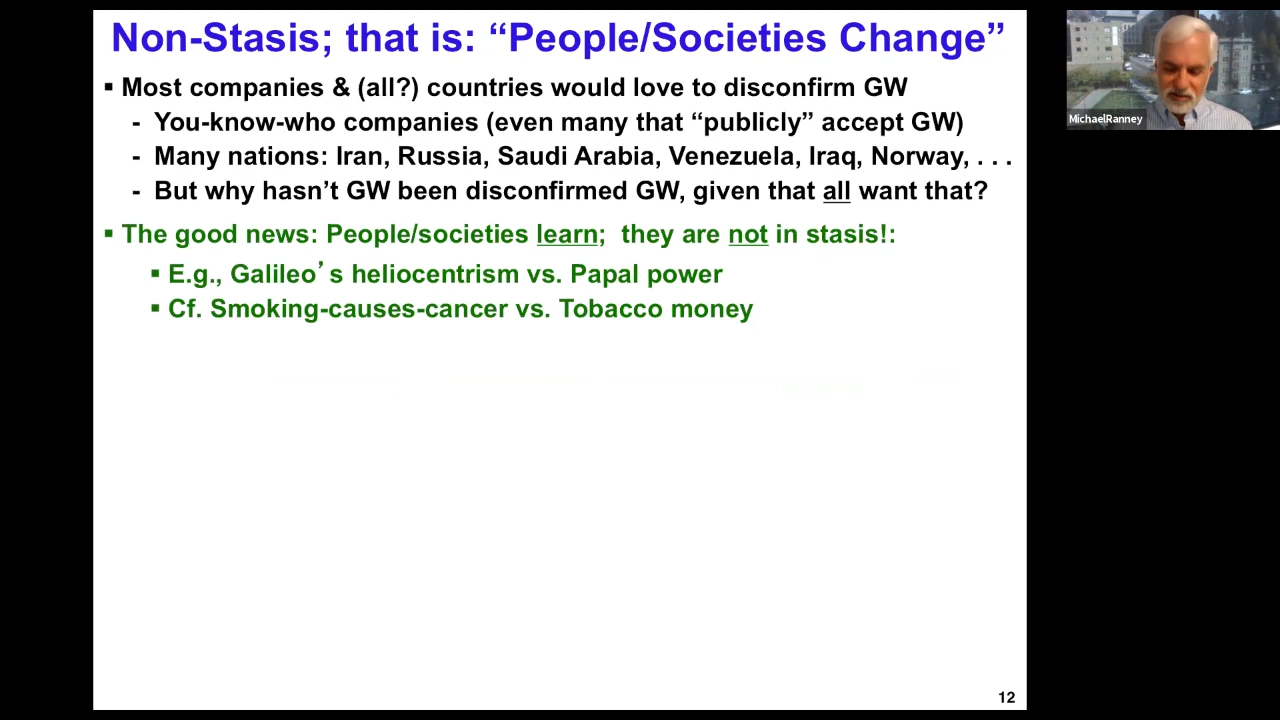 Non-Stasis; that is: “People/Societies Change”
▪ Most companies & (all?) countries would love to disconfirm GW
- You-know-who companies (even many that “publicly” accept GW)
- Many nations: Iran, Russia, Saudi Arabia, Venezuela, Iraq, Norway, . . .
- But why hasn’t GW been disconfirmed GW, given that all want that?
▪ The good news: People/societies learn; they are not in stasis!:
▪ E.g., Galileo’s heliocentrism vs. Papal power
▪ Cf. Smoking-causes-cancer vs. Tobacco money
12
MichaelRanney